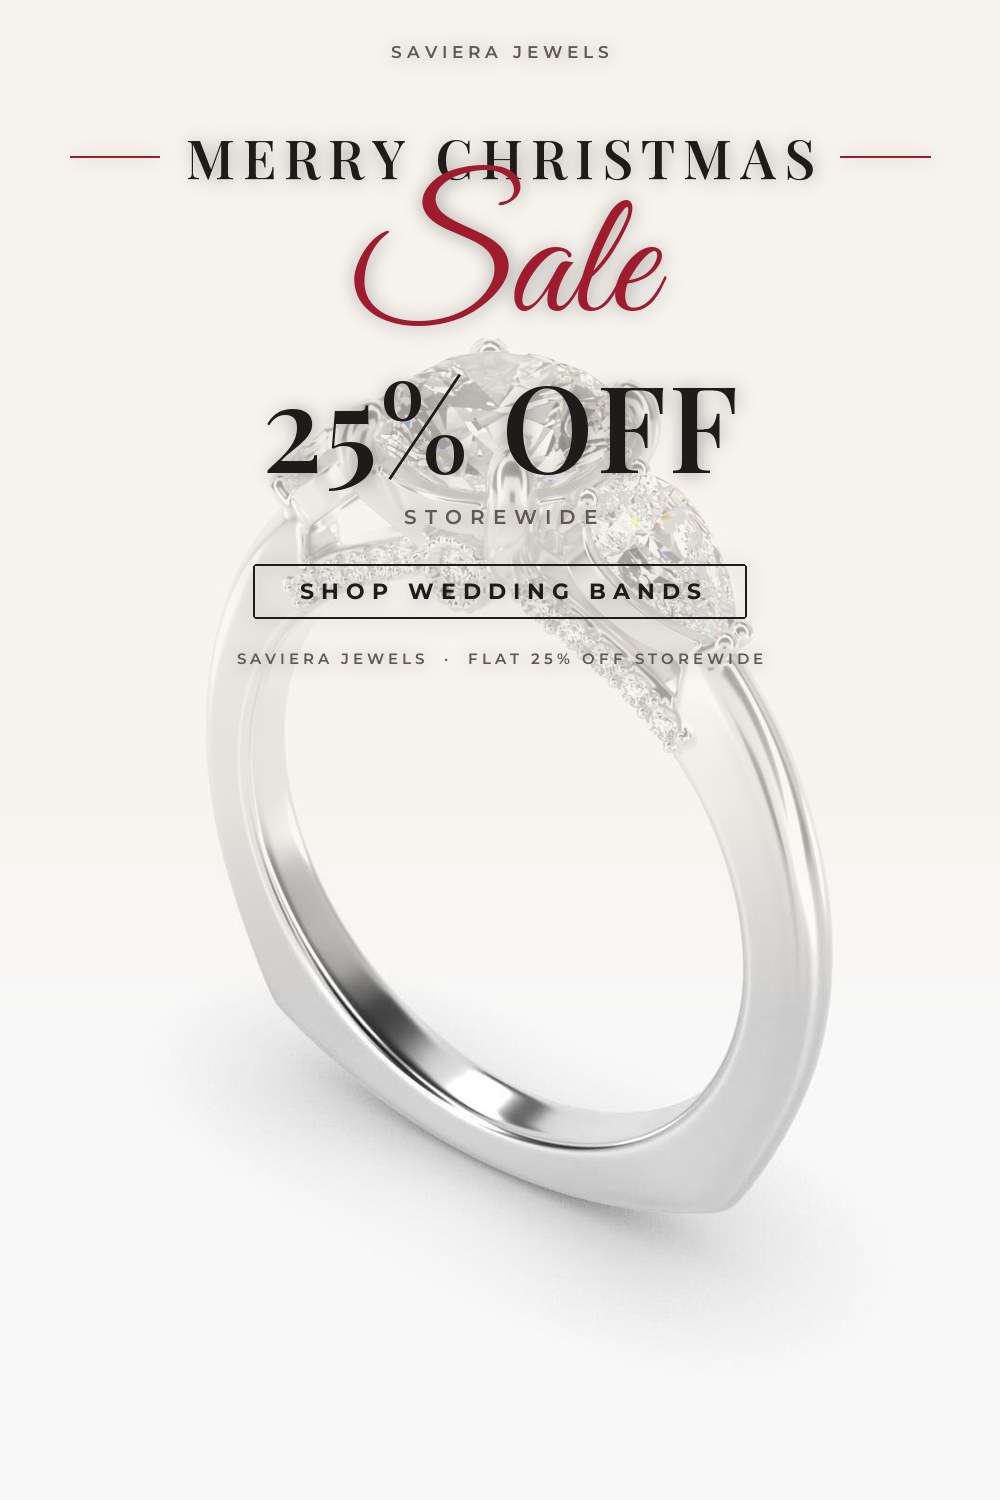 SAVIERA JEWELS
MERRY CHRISTMAS
Sale
25% OFF
STOREWIDE
SHOP WEDDING BANDS
SAVIERA JEWELS · FLAT 25% OFF STOREWIDE